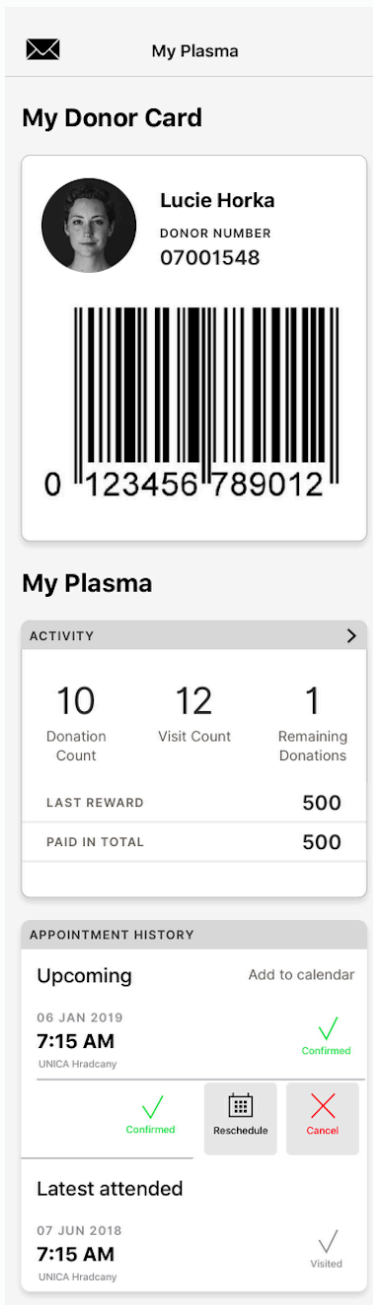 My Plasma
My Donor Card
Lucie Horka
DONOR NUMBER
07001548
0 123456 789012
My Plasma
ACTIVITY
10 12 1
Donation Count Visit Count Remaining Donations
LAST REWARD 500
PAID IN TOTAL 500
APPOINTMENT HISTORY
Upcoming Add to calendar
06 JAN 2019
7:15 AM Confirmed
UNICA Hradcany
Confirmed Reschedule Cancel
Latest attended
07 JUN 2018
7:15 AM Visited
UNICA Hradcany